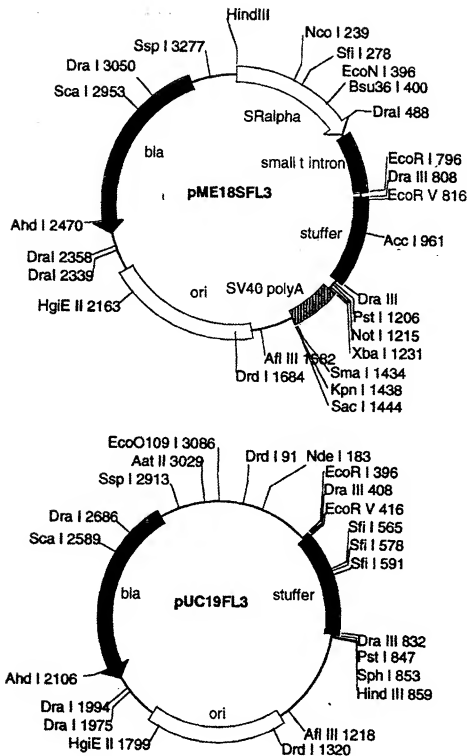 HindIII
Nco I 239
Sfi I 278
EcoN I 396
Bsu36 I 400
DraI 488
Ssp I 3277
Dra I 3050
Sca I 2953
SRalpha
small t intron
bla
pME18SFL3
EcoR I 796
Dra III 808
EcoR V 816
stuffer
Acc I 961
Ahd I 2470
DraI 2358
DraI 2339
HgiE II 2163
ori
SV40 polyA
Dra III
Pst I 1206
Not I 1215
Xba I 1231
Afl III 1582
Drd I 1684
Sma I 1434
Kpn I 1438
Sac I 1444
EcoO109 I 3086
Aat II 3029
Ssp I 2913
Drd I 91
Nde I 183
EcoR I 396
Dra III 408
EcoR V 416
Sfi I 565
Sfi I 578
Sfi I 591
Dra I 2686
Sca I 2589
bla
pUC19FL3
stuffer
Dra III 832
Pst I 847
Sph I 853
Hind III 859
Ahd I 2106
Dra I 1994
Dra I 1975
HgiE II 1799
ori
Afl III 1218
Drd I 1320